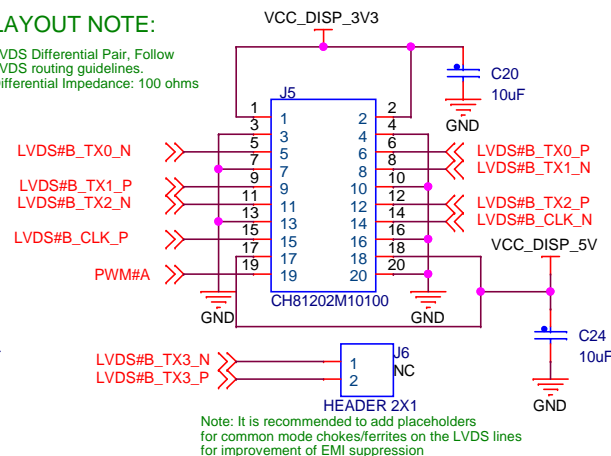 LAYOUT NOTE:
VDS Differential Pair, Follow
VDS routing guidelines.
Differential Impedance: 100 ohms
VCC_DISP_3V3
C20
10uF
GND
J5
1 1 2 2
3 3 4 4
LVDS#B_TX0_N 5 5 6 6 LVDS#B_TX0_P
7 7 8 8 LVDS#B_TX1_N
LVDS#B_TX1_P 9 9 10 10
LVDS#B_TX2_N 11 11 12 12 LVDS#B_TX2_P
13 13 14 14 LVDS#B_CLK_N
LVDS#B_CLK_P 15 15 16 16
17 17 18 18
PWM#A 19 19 20 20
VCC_DISP_5V
CH81202M10100
GND
GND
C24
10uF
GND
LVDS#B_TX3_N 1
LVDS#B_TX3_P 2
J6
NC
HEADER 2X1
Note: It is recommended to add placeholders
for common mode chokes/ferrites on the LVDS lines
for improvement of EMI suppression